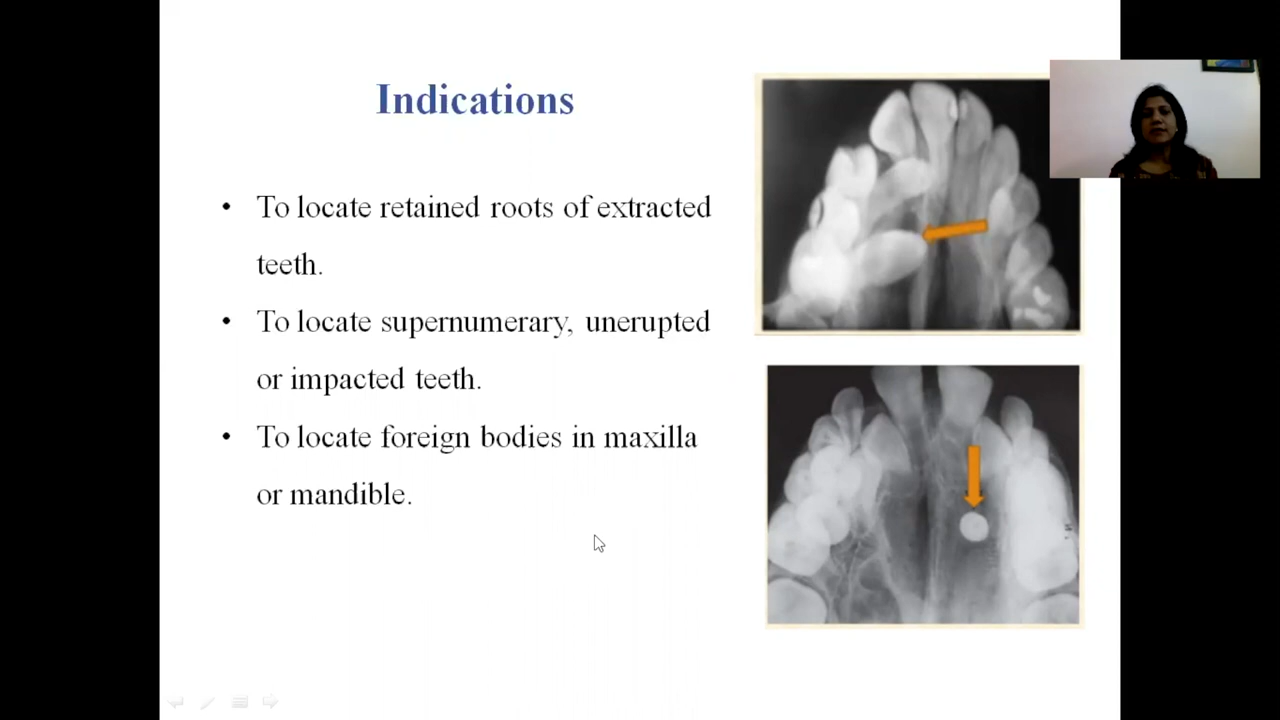 Indications
• To locate retained roots of extracted
teeth.
• To locate supernumerary, unerupted
or impacted teeth.
• To locate foreign bodies in maxilla
or mandible.